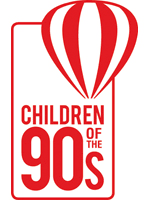 CHILDREN
OF THE
90S